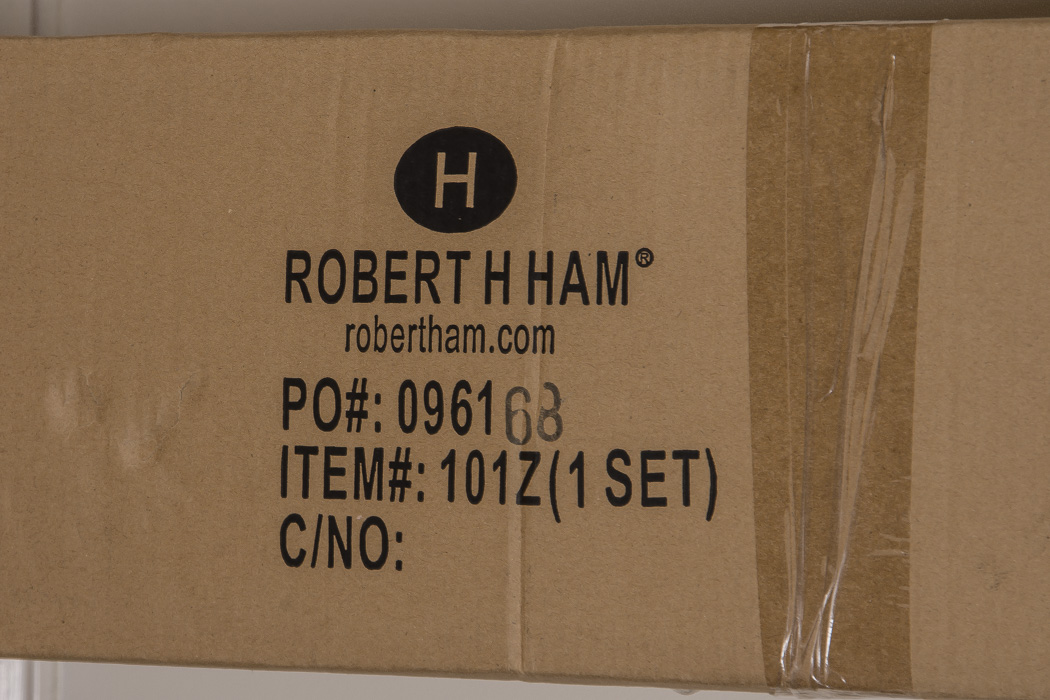 H
ROBERT H HAM®
robertham.com
PO#: 096168
ITEM#: 101Z(1 SET)
C/NO: